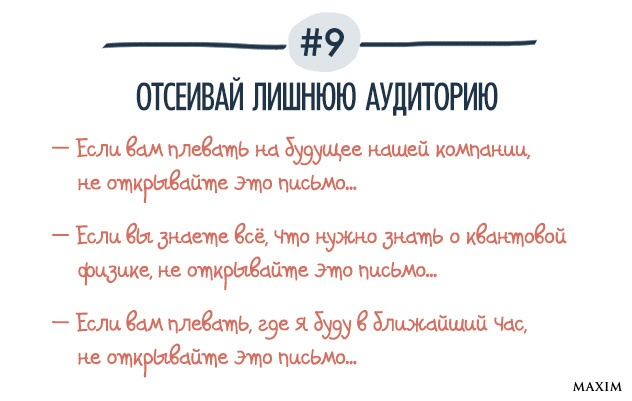 #9
ОТСЕИВАЙ ЛИШНЮЮ АУДИТОРИЮ
— Если вам плевать на будущее нашей компании,
не открывайте это письмо...
— Если вы знаете всё, что нужно знать о квантовой
физике, не открывайте это письмо...
— Если вам плевать, где я буду в ближайший час,
не открывайте это письмо...
MAXIM